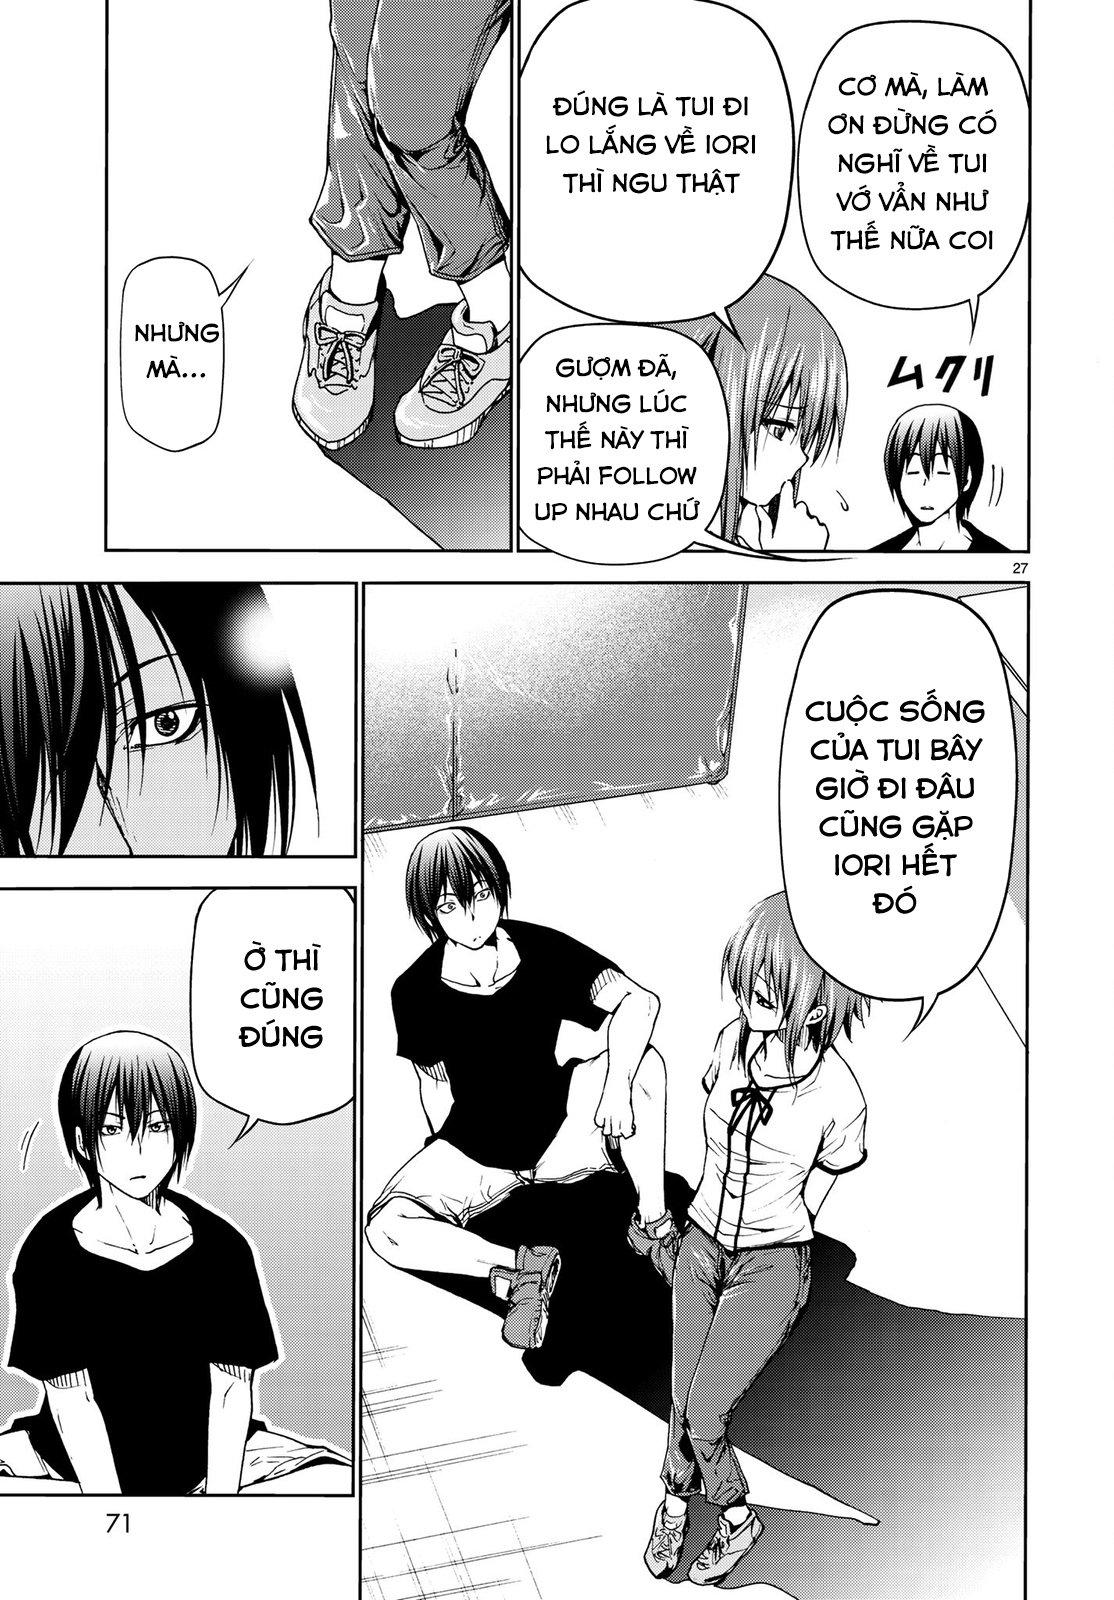 CƠ MÀ, LÀM
ƠN ĐỪNG CÓ
NGHĨ VỀ TUI
VỚ VẨN NHƯ
THẾ NỮA COI
ムクリ
ĐÚNG LÀ TUI ĐI
LO LẮNG VỀ IORI
THÌ NGU THẬT
GƯỢM ĐÃ,
NHƯNG LÚC
THẾ NÀY THÌ
PHẢI FOLLOW
UP NHAU CHỨ
NHƯNG
MÀ...
27
CUỘC SỐNG
CỦA TUI BÂY
GIỜ ĐI ĐÂU
CŨNG GẶP
IORI HẾT
ĐÓ
Ờ THÌ
CŨNG
ĐÚNG
71